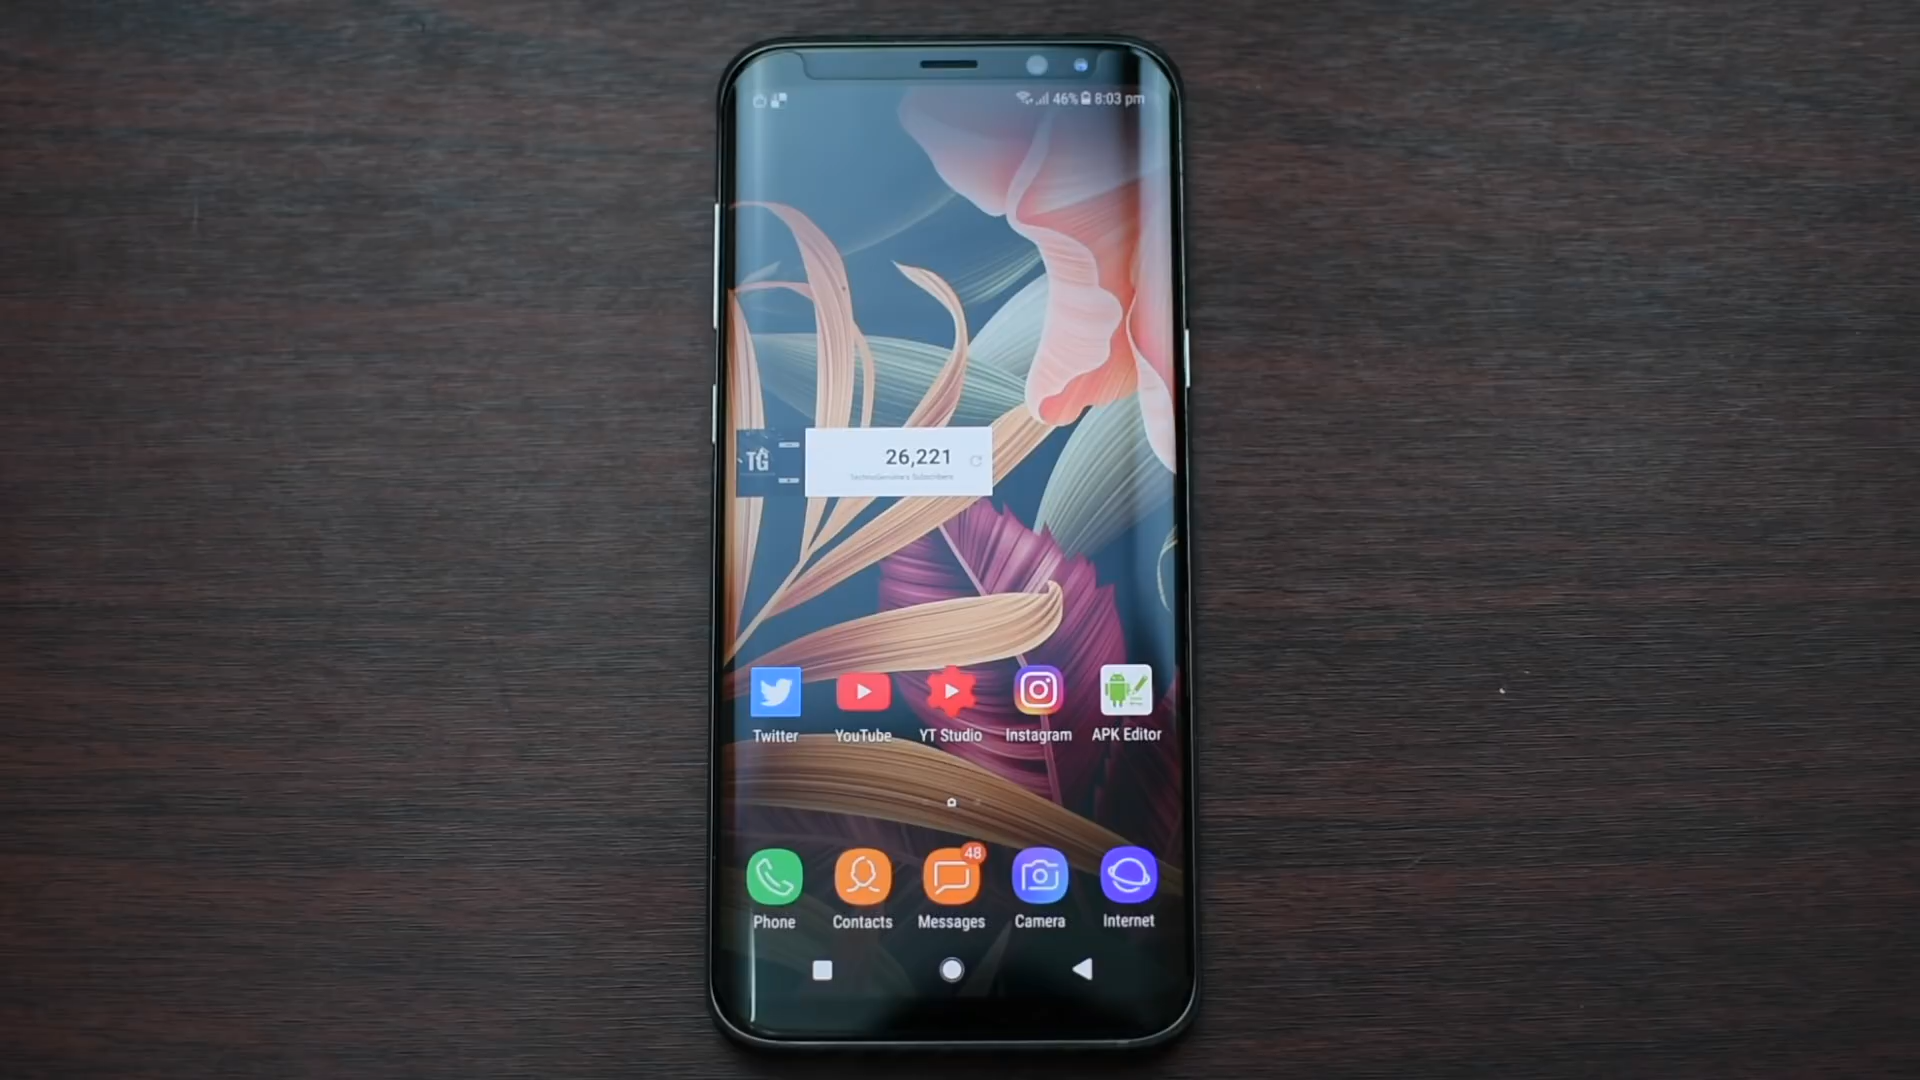 46% 8:03 pm
TG
26,221
Subscribers
Twitter YouTube YT Studio Instagram APK Editor
48
Phone Contacts Messages Camera Internet